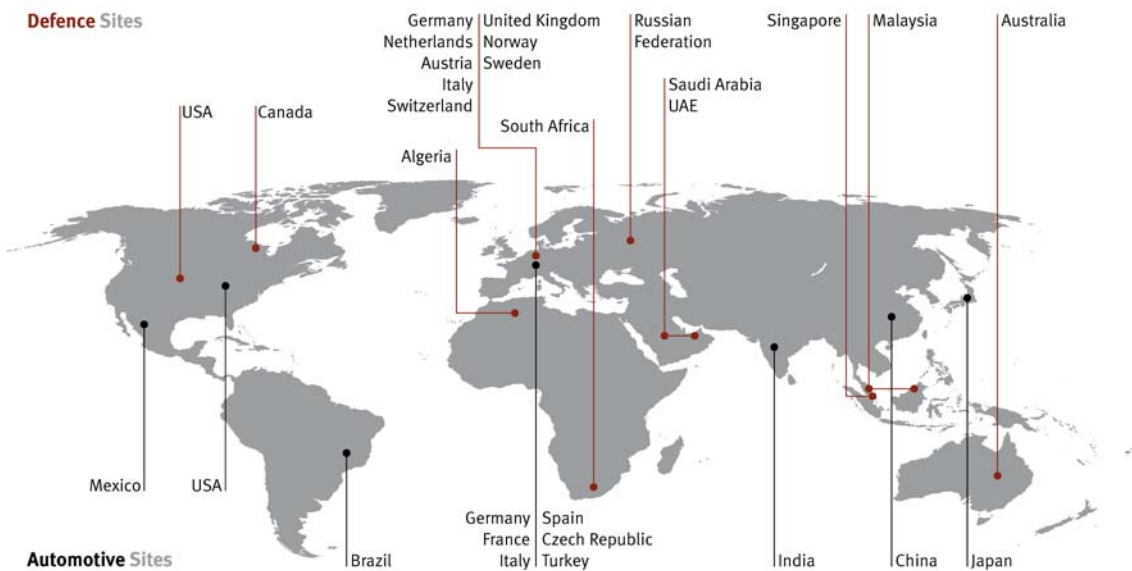 Defence Sites
Germany
Netherlands
Austria
Italy
Switzerland
United Kingdom
Norway
Sweden
Russian
Federation
Singapore
Malaysia
Australia
Saudi Arabia
UAE
USA
Canada
South Africa
Algeria
Mexico
USA
Germany
France
Italy
Spain
Czech Republic
Turkey
Automotive Sites
Brazil
India
China
Japan